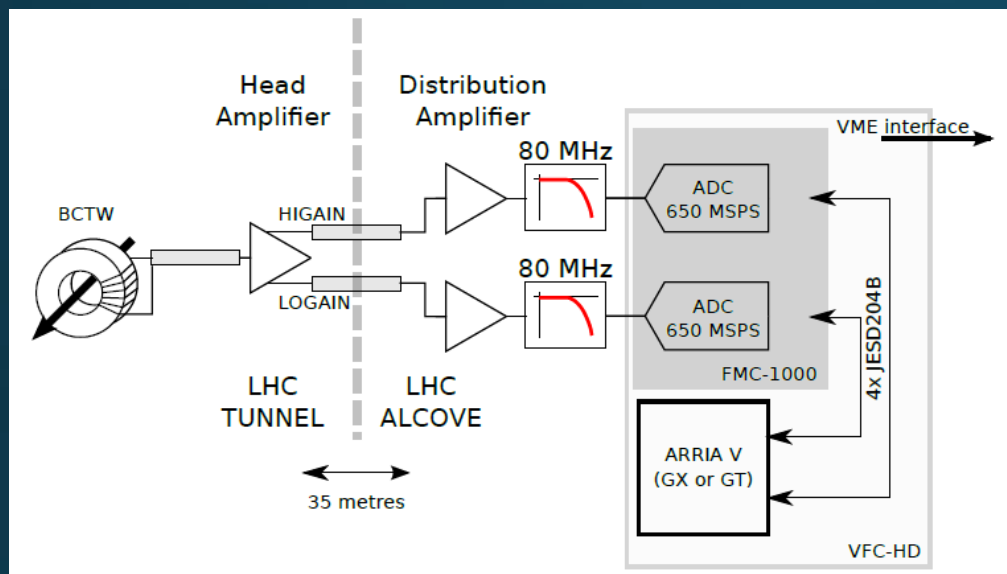 Head
Amplifier
Distribution
Amplifier
VME interface
80 MHz
ADC
650 MSPS
BCTW
HIGAIN
LOGAIN
80 MHz
ADC
650 MSPS
FMC-1000
4x JESD204B
LHC
TUNNEL
LHC
ALCOVE
35 metres
ARRIA V
(GX or GT)
VFC-HD